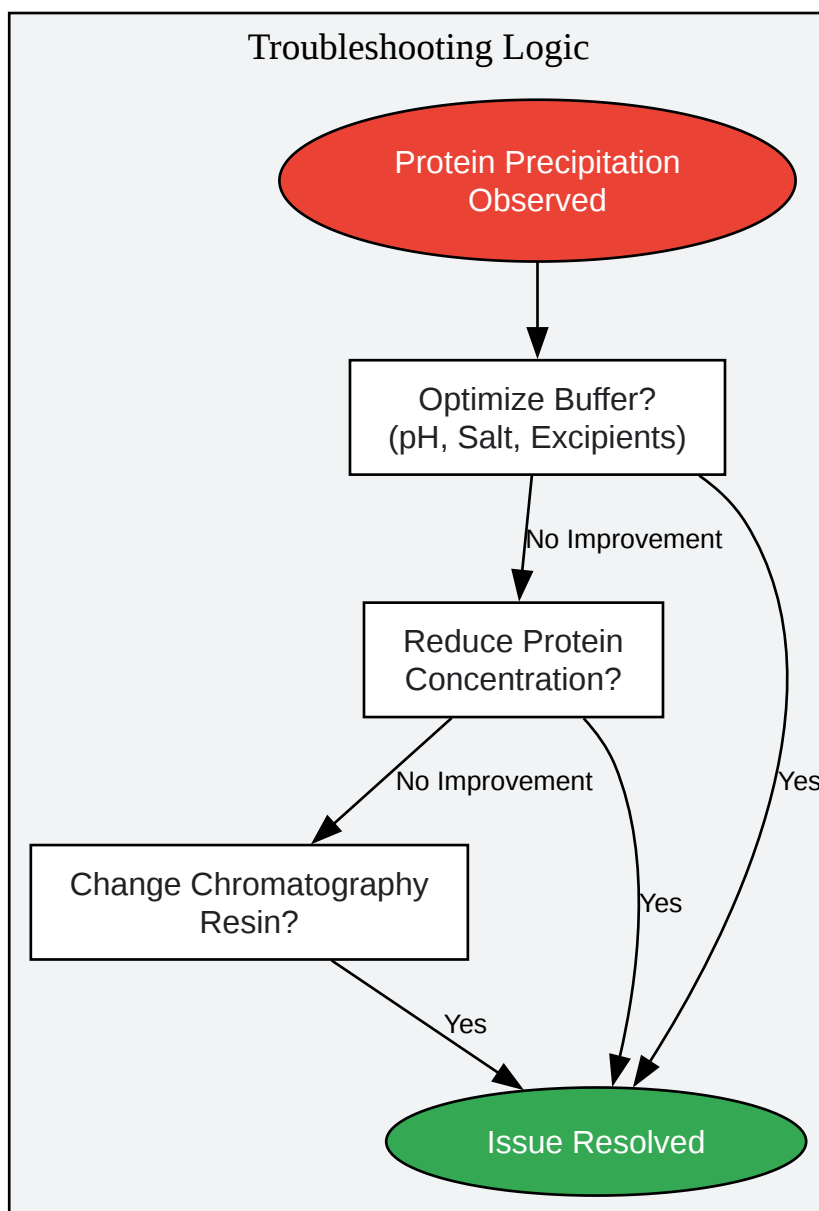 Troubleshooting Logic
Protein Precipitation
Observed
Optimize Buffer?
(pH, Salt, Excipients)
No Improvement
Reduce Protein
Concentration?
No Improvement
Yes
Change Chromatography
Resin?
Yes
Yes
Issue Resolved